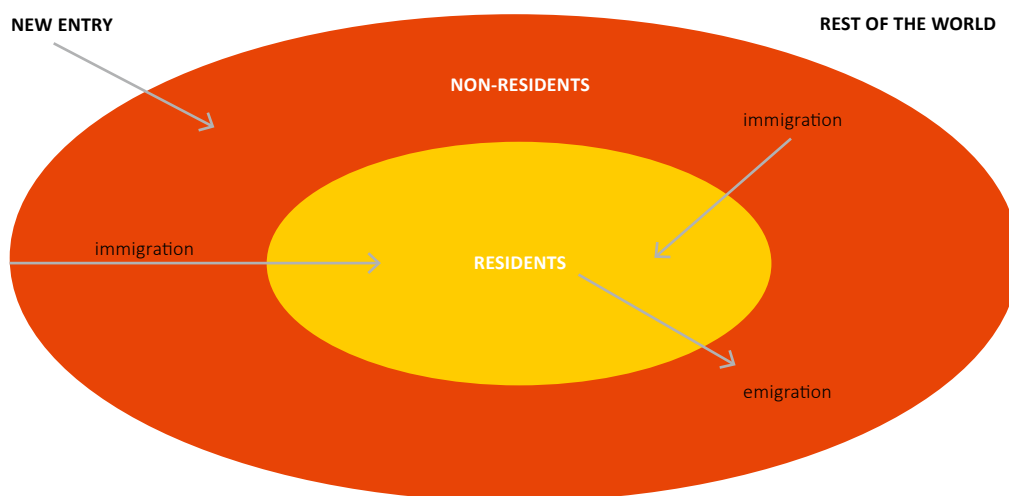 NEW ENTRY
REST OF THE WORLD
NON-RESIDENTS
immigration
immigration
RESIDENTS
emigration